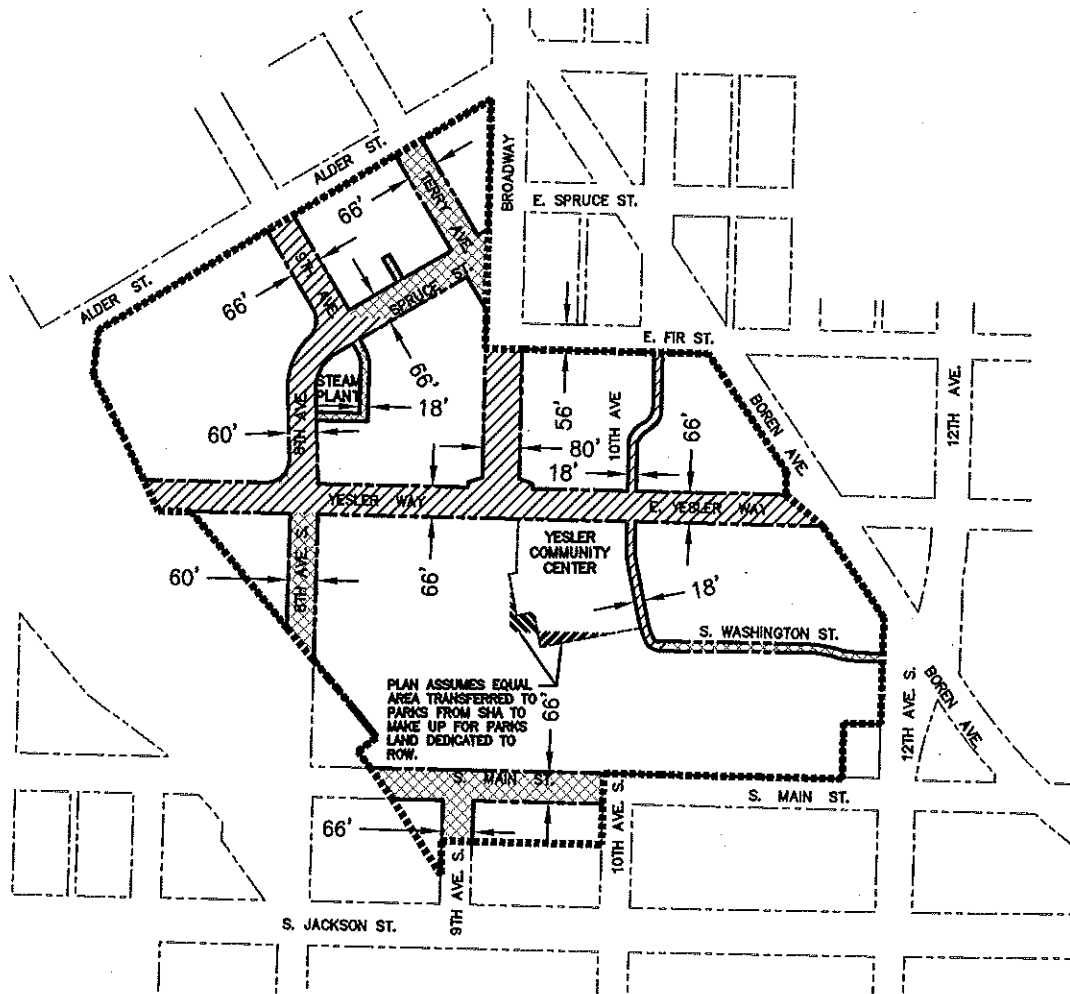 ALDER ST.
ALDER ST.
66'
TERRY AVE.
BROADWAY
E. SPRUCE ST.
66'
9TH AVE.
SPRUCE ST.
66'
E. FIR ST.
STEAM
PLANT
18'
8TH AVE.
60'
56'
10TH AVE
80'
18'
66'
BOREN AVE.
12TH AVE.
YESLER WAY
E. YESLER WAY
YESLER
COMMUNITY
CENTER
60'
8TH AVE. S.
66'
18'
S. WASHINGTON ST.
PLAN ASSUMES EQUAL
AREA TRANSFERRED TO
PARKS FROM SHA TO
MAKE UP FOR PARKS
LAND DEDICATED TO
ROW.
66'
12TH AVE. S.
BOREN AVE.
S. MAIN ST.
S. MAIN ST.
66'
9TH AVE. S.
10TH AVE. S.
S. JACKSON ST.